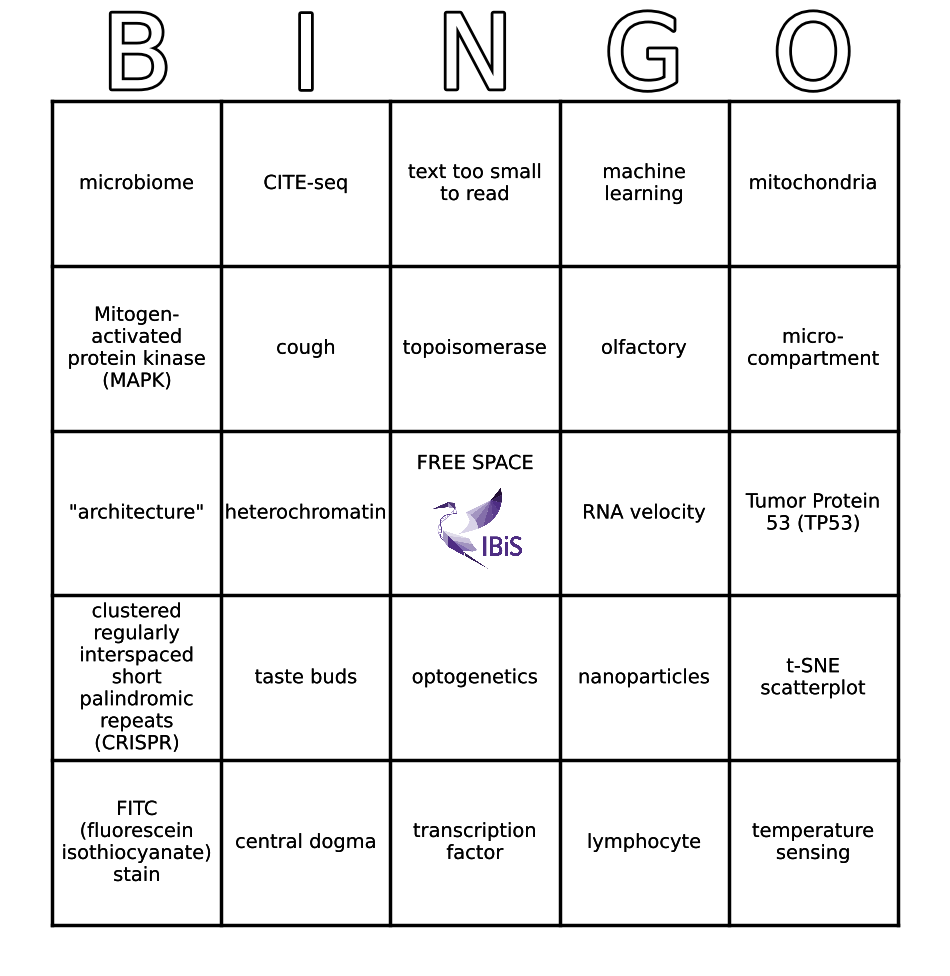 B I N G O
microbiome
CITE-seq
text too small
to read
machine
learning
mitochondria
Mitogen-
activated
protein kinase
(MAPK)
cough
topoisomerase
olfactory
micro-
compartment
"architecture"
heterochromatin
FREE SPACE
IBiS
RNA velocity
Tumor Protein
53 (TP53)
clustered
regularly
interspaced
short
palindromic
repeats
(CRISPR)
taste buds
optogenetics
nanoparticles
t-SNE
scatterplot
FITC
(fluorescein
isothiocyanate)
stain
central dogma
transcription
factor
lymphocyte
temperature
sensing